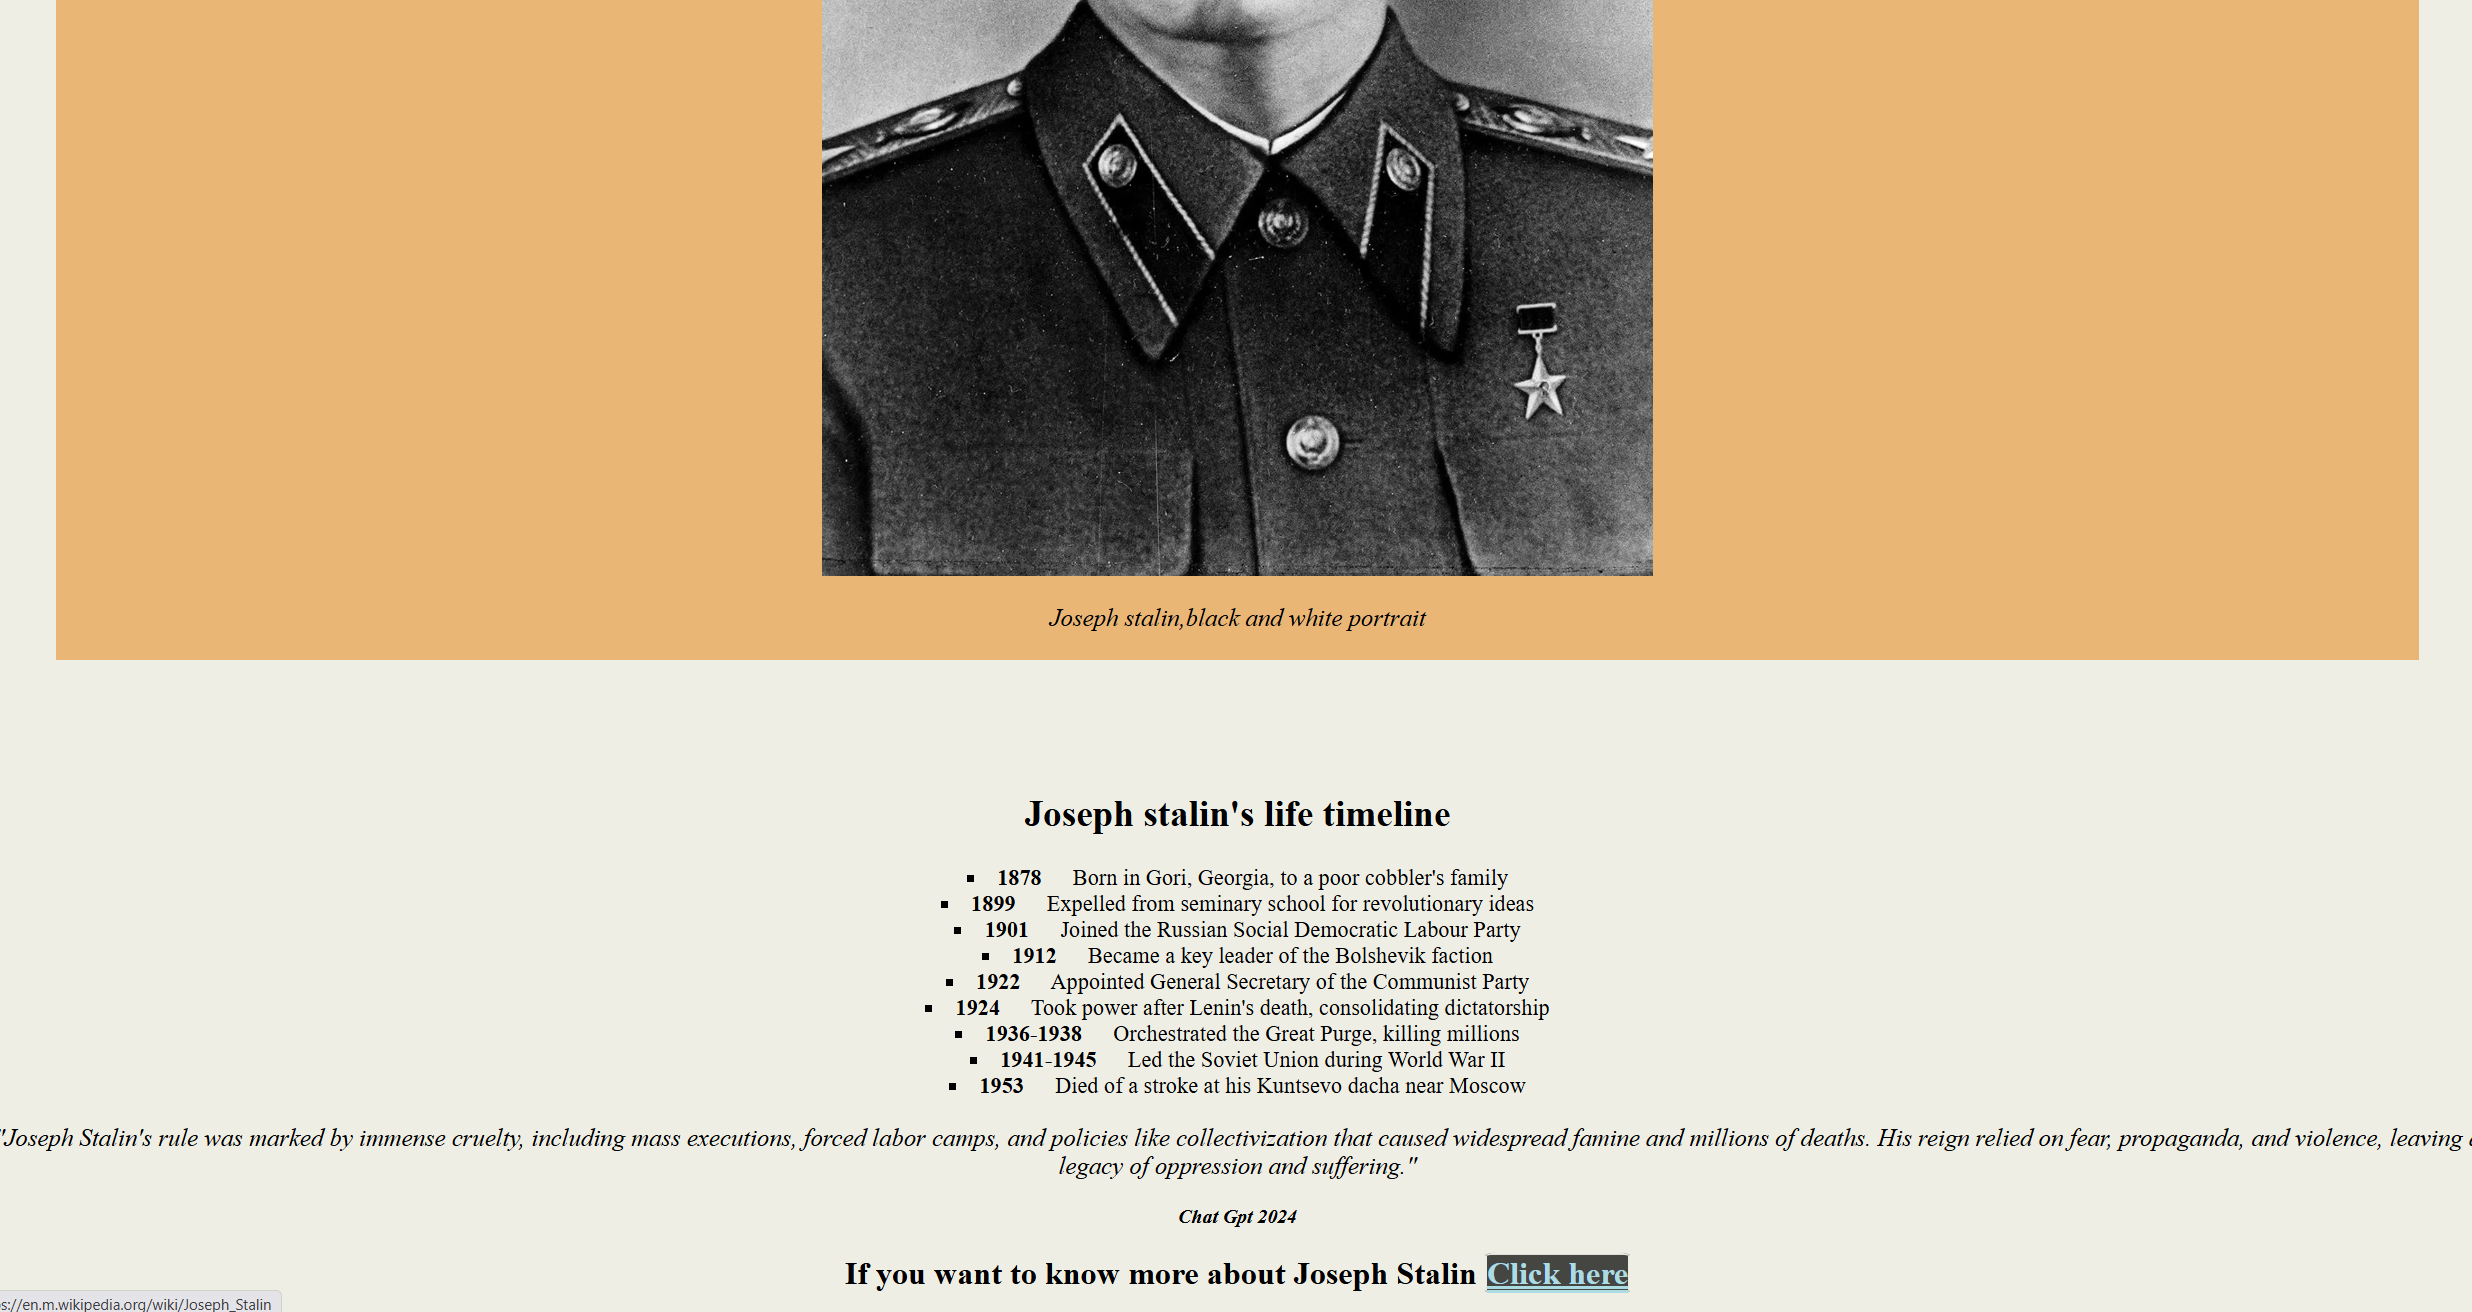 Joseph stalin,black and white portrait
Joseph stalin's life timeline
1878 Born in Gori, Georgia, to a poor cobbler's family
1899 Expelled from seminary school for revolutionary ideas
1901 Joined the Russian Social Democratic Labour Party
1912 Became a key leader of the Bolshevik faction
1922 Appointed General Secretary of the Communist Party
1924 Took power after Lenin's death, consolidating dictatorship
1936-1938 Orchestrated the Great Purge, killing millions
1941-1945 Led the Soviet Union during World War II
1953 Died of a stroke at his Kuntsevo dacha near Moscow
"Joseph Stalin's rule was marked by immense cruelty, including mass executions, forced labor camps, and policies like collectivization that caused widespread famine and millions of deaths. His reign relied on fear, propaganda, and violence, leaving a
legacy of oppression and suffering."
Chat Gpt 2024
If you want to know more about Joseph Stalin Click here
s://en.m.wikipedia.org/wiki/Joseph_Stalin